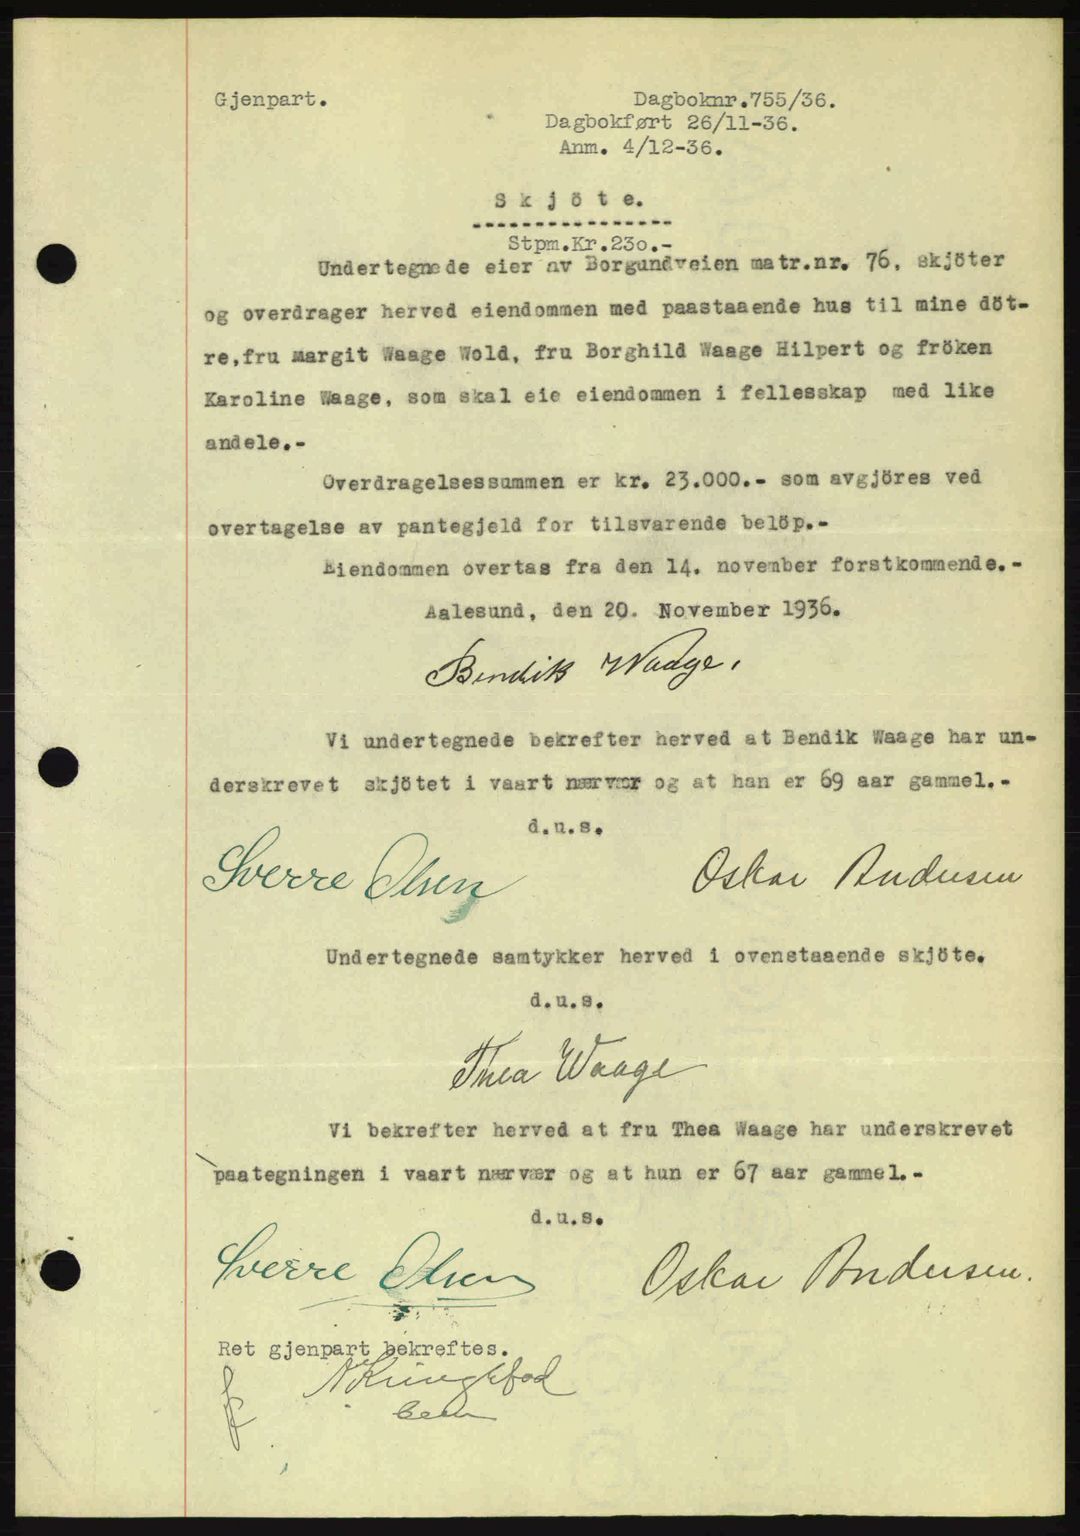 Gjenpart.
Dagboknr.755/36.
Dagbokført 26/11-36.
Anm. 4/12-36.
S k j ö t e.
Stpm.Kr.23o.-
Undertegnede eier av Borgundveien matr.nr. 76, skjöter
og overdrager herved eiendommen med paastaaende hus til mine döt-
re,fru Margit Waage Wold, fru Borghild Waage Hilpert og fröken
Karoline Waage, som skal eie eiendommen i fellesskap med like
andele.-
Overdragelsessummen er kr. 23.000.- som avgjöres ved
overtagelse av pantegjeld for tilsvarende belöp.-
Eiendommen overtas fra den 14. november forstkommende.-
Aalesund, den 20. November 1936.
Bendik Waage.
Vi undertegnede bekrefter herved at Bendik Waage har un-
derskrevet skjötet i vaart nærvær og at han er 69 aar gammel.-
d.u.s.
Sverre Olsen Oskar Andersen
Undertegnede samtykker herved i ovenstaaende skjöte.
d.u.s.
Thea Waage
Vi bekrefter herved at fru Thea Waage har underskrevet
paategningen i vaart nærvær og at hun er 67 aar gammel.-
d.u.s.
Sverre Olsen Oskar Andersen.
Ret gjenpart bekreftes.